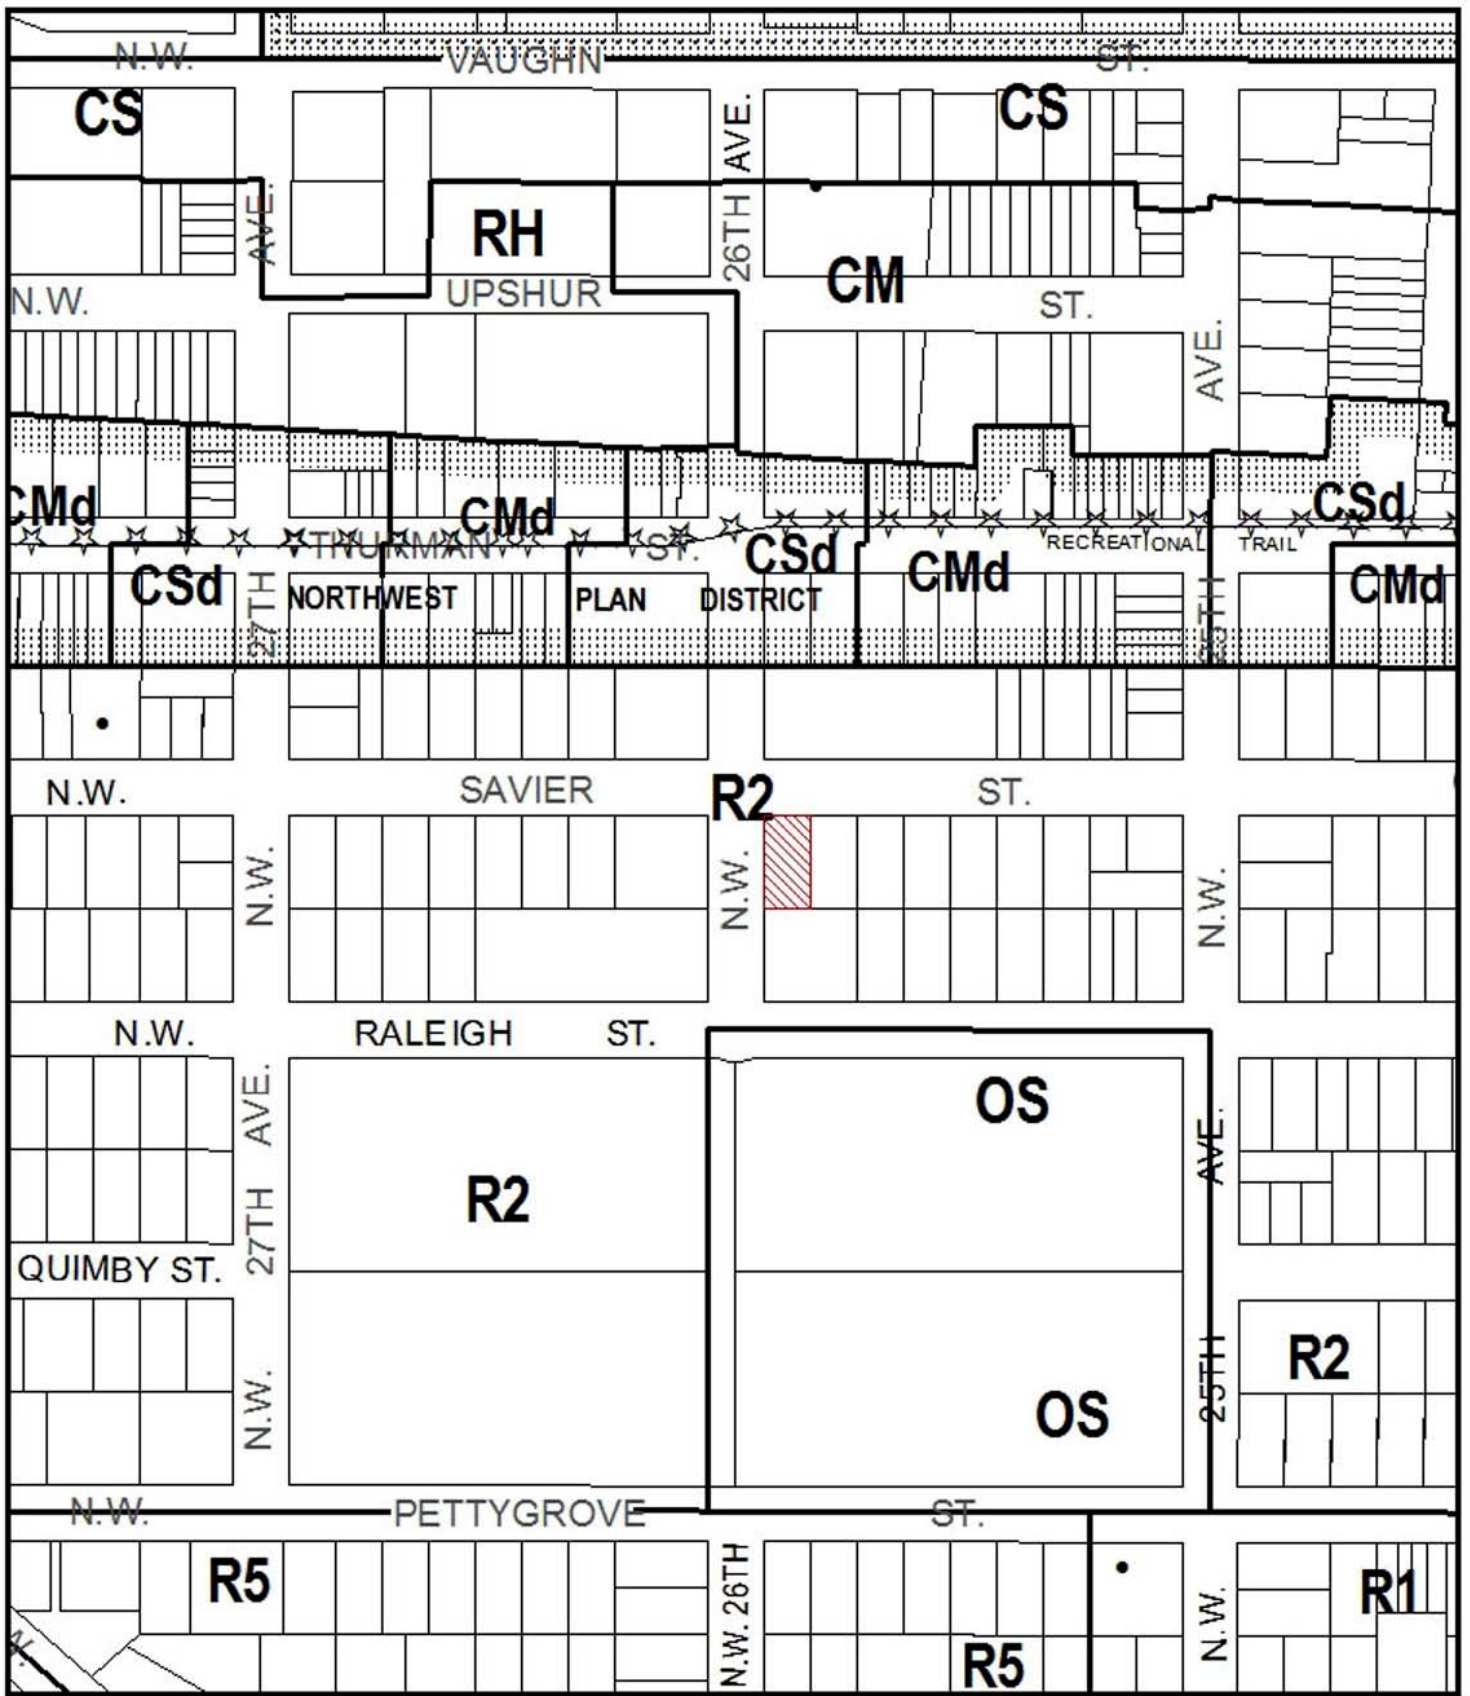 N.W. VAUGHN ST.
CS CS
26TH AVE.
AVE.
RH
CM
N.W. UPSHUR ST.
AVE.
CMd CMd CSd
THURMAN ST.
RECREATIONAL TRAIL
CSd CSd CMd CMd
27TH NORTHWEST PLAN DISTRICT 25TH
N.W. SAVIER ST.
R2
N.W. N.W. N.W.
N.W. RALEIGH ST.
OS
AVE. AVE.
R2
27TH
QUIMBY ST.
R2
25TH
OS
N.W.
N.W. PETTYGROVE ST.
R5 R1
N.W. 26TH
N.W.
R5
W.